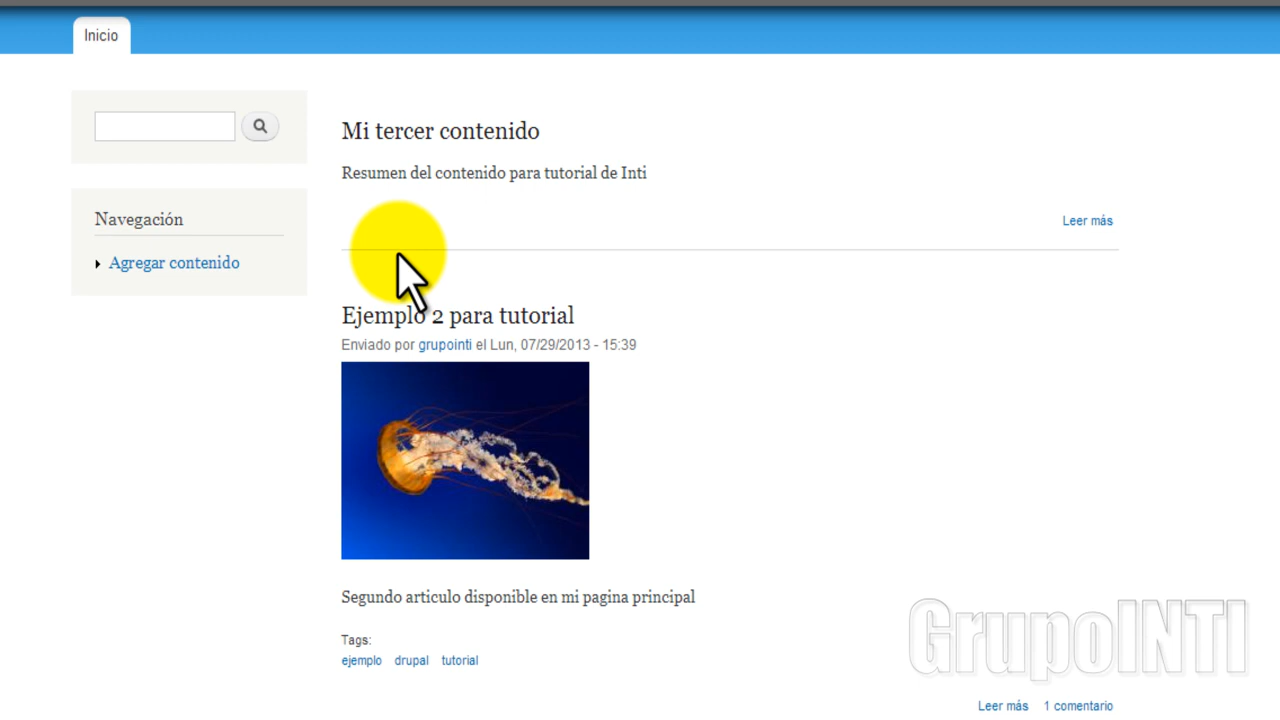 Inicio
Mi tercer contenido
Resumen del contenido para tutorial de Inti
Leer más
Navegación
Agregar contenido
Ejemplo 2 para tutorial
Enviado por grupointi el Lun, 07/29/2013 - 15:39
Segundo articulo disponible en mi pagina principal
Tags:
ejemplo drupal tutorial
Leer más 1 comentario
GrupoINTI